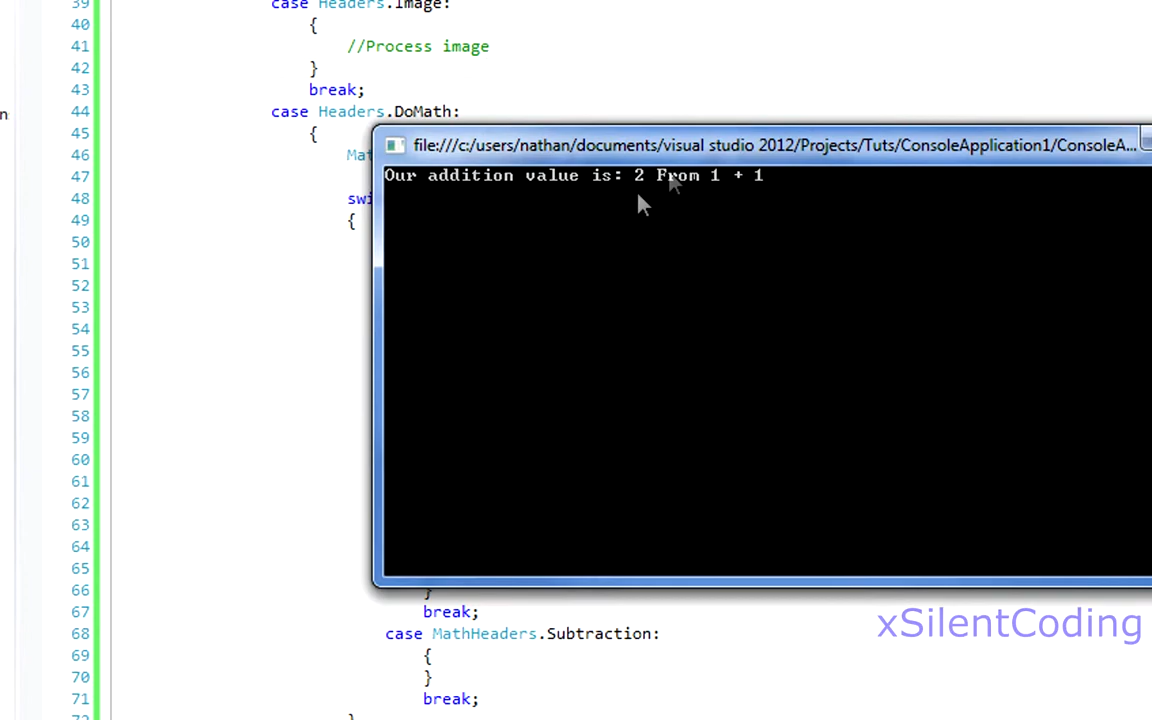 39 case Headers.Image:
40 {
41 //Process image
42 }
43 break;
44 case Headers.DoMath:
n
45 {
file:///c:/users/nathan/documents/visual studio 2012/Projects/Tuts/ConsoleApplication1/ConsoleA...
46 Mat
Our addition value is: 2 From 1 + 1
47
48 swi
49 {
50
51
52
53
54
55
56
57
58
59
60
61
62
63
64
65
66 }
67 break;
xSilentCoding
68 case MathHeaders.Subtraction:
69 {
70 }
71 break;
72 }